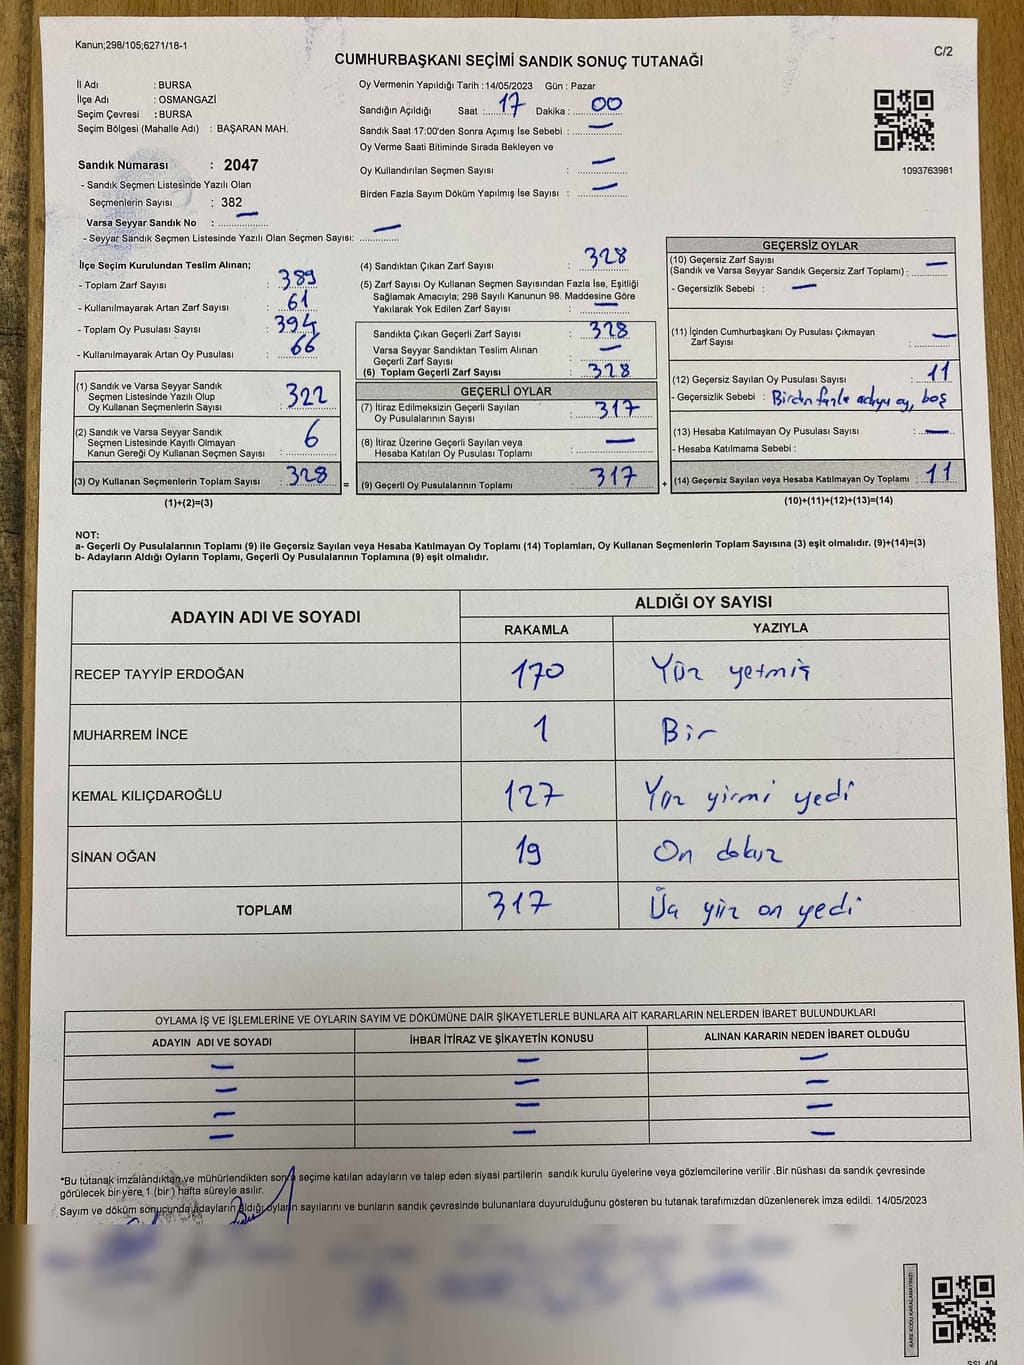 Kanun;298/105;6271/18-1
C/2
CUMHURBAŞKANI SEÇİMİ SANDIK SONUÇ TUTANAĞI
İl Adı : BURSA
İlçe Adı : OSMANGAZİ
Seçim Çevresi : BURSA
Seçim Bölgesi (Mahalle Adı) : BAŞARAN MAH.
Sandık Numarası : 2047
- Sandık Seçmen Listesinde Yazılı Olan
Seçmenlerin Sayısı : 382
Varsa Seyyar Sandık No : —
- Seyyar Sandık Seçmen Listesinde Yazılı Olan Seçmen Sayısı: —
Oy Vermenin Yapıldığı Tarih :14/05/2023 Gün : Pazar
Sandığın Açıldığı Saat : 17 Dakika : 00
Sandık Saat 17:00'den Sonra Açımış İse Sebebi : —
Oy Verme Saati Bitiminde Sırada Bekleyen ve
Oy Kullandırılan Seçmen Sayısı : —
Birden Fazla Sayım Döküm Yapılmış İse Sayısı : —
1093763981
İlçe Seçim Kurulundan Teslim Alınan;
- Toplam Zarf Sayısı : 389
- Kullanılmayarak Artan Zarf Sayısı : 61
- Toplam Oy Pusulası Sayısı : 394
- Kullanılmayarak Artan Oy Pusulası : 66
(1) Sandık ve Varsa Seyyar Sandık
Seçmen Listesinde Yazılı Olup
Oy Kullanan Seçmenlerin Sayısı : 322
(2) Sandık ve Varsa Seyyar Sandık
Seçmen Listesinde Kayıtlı Olmayan
Kanun Gereği Oy Kullanan Seçmen Sayısı : 6
(3) Oy Kullanan Seçmenlerin Toplam Sayısı : 328
(1)+(2)=(3)
=
(4) Sandıktan Çıkan Zarf Sayısı : 328
(5) Zarf Sayısı Oy Kullanan Seçmen Sayısından Fazla İse, Eşitliği
Sağlamak Amacıyla; 298 Sayılı Kanunun 98. Maddesine Göre
Yakılarak Yok Edilen Zarf Sayısı : —
Sandıkta Çıkan Geçerli Zarf Sayısı : 328
Varsa Seyyar Sandıktan Teslim Alınan
Geçerli Zarf Sayısı : —
(6) Toplam Geçerli Zarf Sayısı : 328
GEÇERLİ OYLAR
(7) İtiraz Edilmeksizin Geçerli Sayılan
Oy Pusulalarının Sayısı : 317
(8) İtiraz Üzerine Geçerli Sayılan veya
Hesaba Katılan Oy Pusulası Toplamı : —
(9) Geçerli Oy Pusulalarının Toplamı : 317
+
GEÇERSİZ OYLAR
(10) Geçersiz Zarf Sayısı
(Sandık ve Varsa Seyyar Sandık Geçersiz Zarf Toplamı) : —
- Geçersizlik Sebebi : —
(11) İçinden Cumhurbaşkanı Oy Pusulası Çıkmayan
Zarf Sayısı : —
(12) Geçersiz Sayılan Oy Pusulası Sayısı : 11
- Geçersizlik Sebebi : Birden fazla adaya oy, boş
(13) Hesaba Katılmayan Oy Pusulası Sayısı : —
- Hesaba Katılmama Sebebi :
(14) Geçersiz Sayılan veya Hesaba Katılmayan Oy Toplamı : 11
(10)+(11)+(12)+(13)=(14)
NOT:
a- Geçerli Oy Pusulalarının Toplamı (9) ile Geçersiz Sayılan veya Hesaba Katılmayan Oy Toplamı (14) Toplamları, Oy Kullanan Seçmenlerin Toplam Sayısına (3) eşit olmalıdır. (9)+(14)=(3)
b- Adayların Aldığı Oyların Toplamı, Geçerli Oy Pusulalarının Toplamına (9) eşit olmalıdır.
ADAYIN ADI VE SOYADI ALDIĞI OY SAYISI
RAKAMLA YAZIYLA
RECEP TAYYİP ERDOĞAN 170 Yüz yetmiş
MUHARREM İNCE 1 Bir
KEMAL KILIÇDAROĞLU 127 Yüz yirmi yedi
SİNAN OĞAN 19 On dokuz
TOPLAM 317 Üç yüz on yedi
OYLAMA İŞ VE İŞLEMLERİNE VE OYLARIN SAYIM VE DÖKÜMÜNE DAİR ŞİKAYETLERLE BUNLARA AİT KARARLARIN NELERDEN İBARET BULUNDUKLARI
ADAYIN ADI VE SOYADI İHBAR İTİRAZ VE ŞİKAYETİN KONUSU ALINAN KARARIN NEDEN İBARET OLDUĞU
— — —
— — —
— — —
— — —
*Bu tutanak imzalandıktan ve mühürlendikten sonra seçime katılan adayların ve talep eden siyasi partilerin sandık kurulu üyelerine veya gözlemcilerine verilir .Bir nüshası da sandık çevresinde
görülecek bir yere, 1 (bir) hafta süreyle asılır.
Sayım ve döküm sonucunda adayların aldığı oyların sayılarını ve bunların sandık çevresinde bulunanlara duyurulduğunu gösteren bu tutanak tarafımızdan düzenlenerek imza edildi. 14/05/2023
KARE KODU KARALAMAYINIZ!